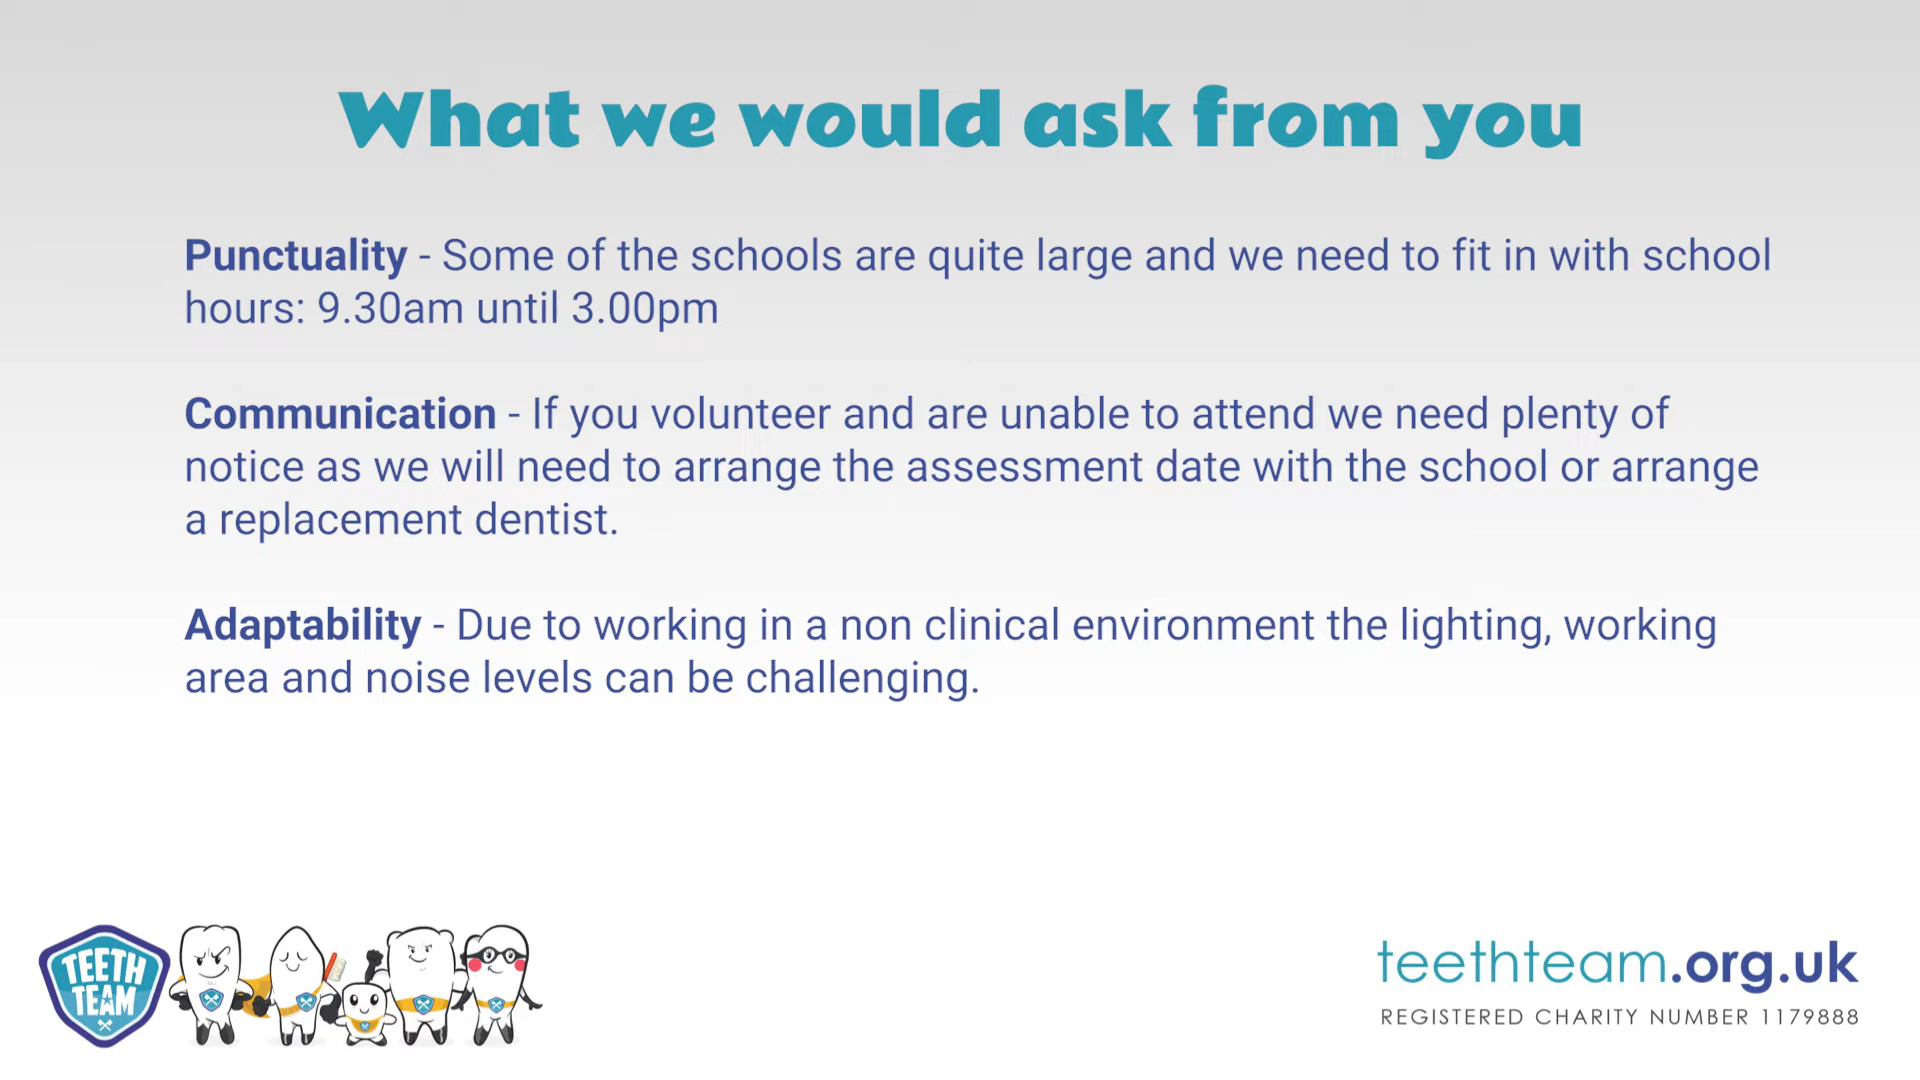 What we would ask from you
Punctuality - Some of the schools are quite large and we need to fit in with school
hours: 9.30am until 3.00pm
Communication - If you volunteer and are unable to attend we need plenty of
notice as we will need to arrange the assessment date with the school or arrange
a replacement dentist.
Adaptability - Due to working in a non clinical environment the lighting, working
area and noise levels can be challenging.
TEETH
TEAM
teethteam.org.uk
REGISTERED CHARITY NUMBER 1179888